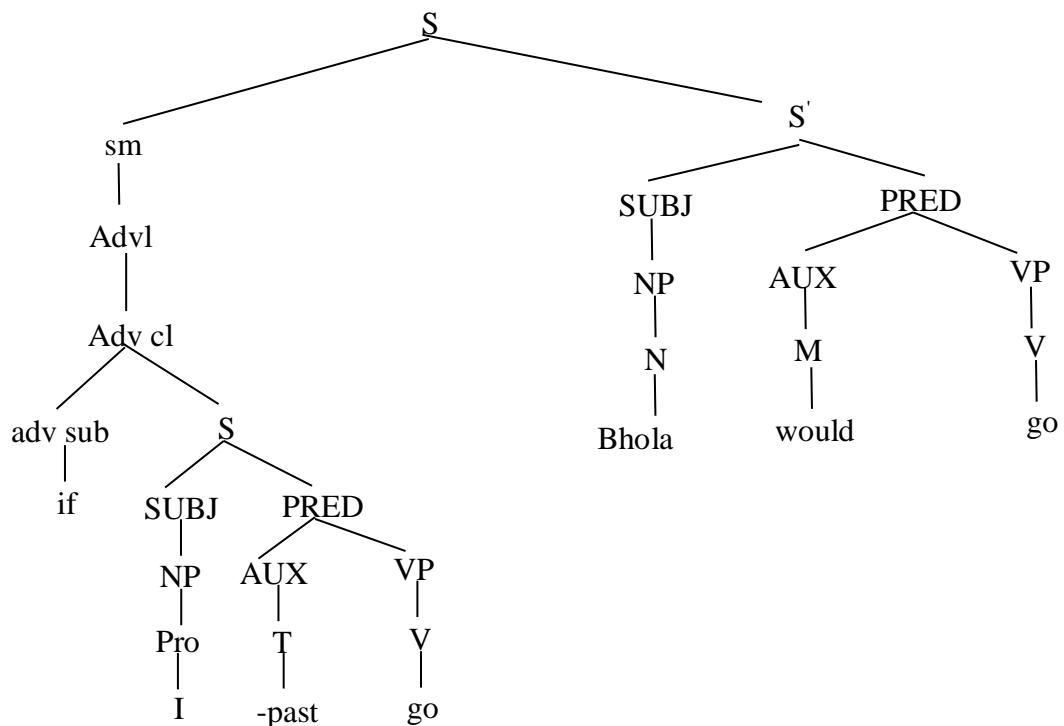 S
sm S'
Advl SUBJ PRED
Adv cl NP AUX VP
N M V
adv sub S Bhola would go
if SUBJ PRED
NP AUX VP
Pro T V
I -past go